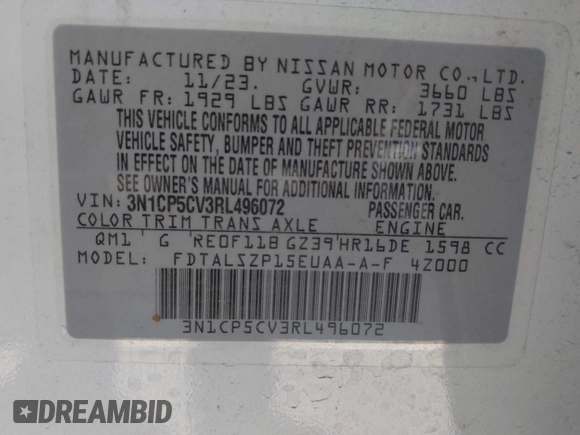 MANUFACTURED BY NISSAN MOTOR CO., LTD.
DATE: 11/23. GVWR: 3660 LBS
GAWR FR: 1929 LBS GAWR RR: 1731 LBS
THIS VEHICLE CONFORMS TO ALL APPLICABLE FEDERAL MOTOR
VEHICLE SAFETY, BUMPER AND THEFT PREVENTION STANDARDS
IN EFFECT ON THE DATE OF MANUFACTURE SHOWN ABOVE.
SEE OWNER'S MANUAL FOR ADDITIONAL INFORMATION.
VIN: 3N1CP5CV3RL496072 PASSENGER CAR.
COLOR TRIM TRANS AXLE ENGINE
QM1 G RE0F11B GZ39 HR16DE 1598 CC
MODEL: FDTALSZP15EUAA-A-F 4Z000
3N1CP5CV3RL496072
DREAMBID